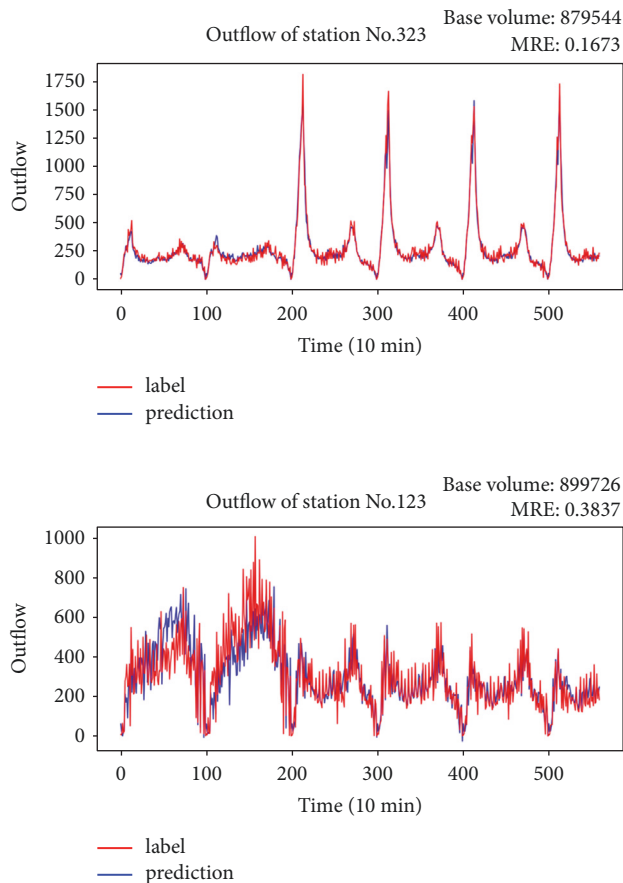 Outflow of station No.323
Base volume: 879544
MRE: 0.1673
Outflow
1750
1500
1250
1000
750
500
250
0
0 100 200 300 400 500
Time (10 min)
label
prediction
Outflow of station No.123
Base volume: 899726
MRE: 0.3837
Outflow
1000
800
600
400
200
0
0 100 200 300 400 500
Time (10 min)
label
prediction